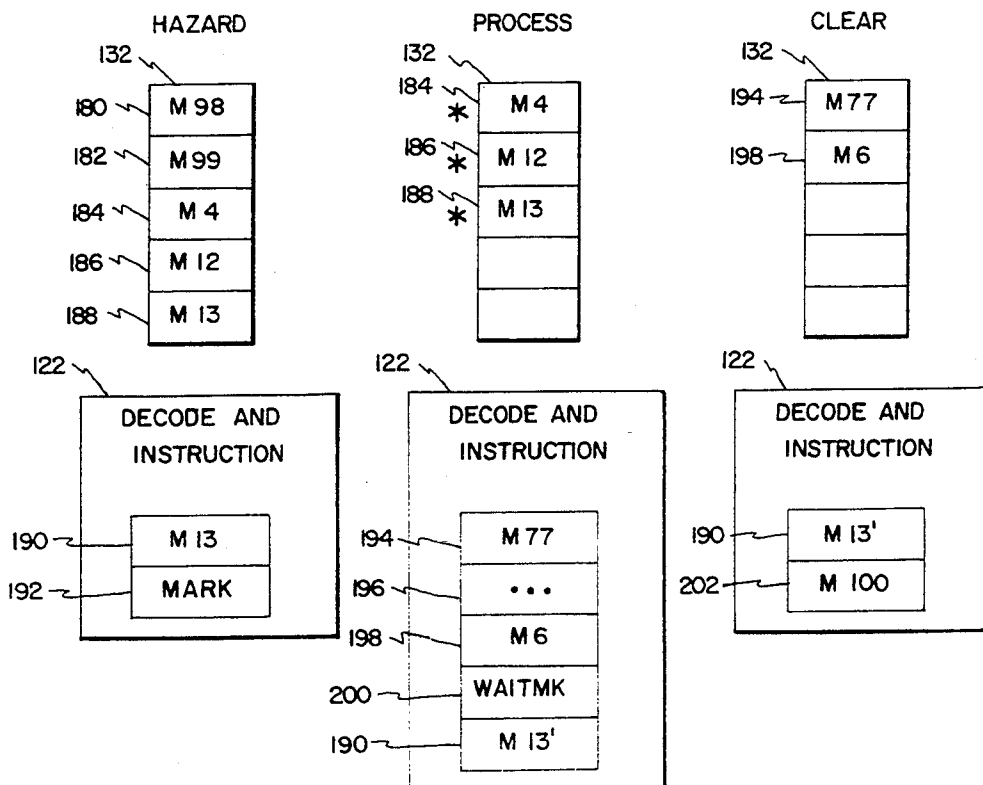 HAZARD
132
180 M 98
182 M 99
184 M 4
186 M 12
188 M 13
122
DECODE AND
INSTRUCTION
190 M 13
192 MARK
PROCESS
132
184 * M 4
186 * M 12
188 * M 13
122
DECODE AND
INSTRUCTION
194 M 77
196 •••
198 M 6
200 WAITMK
190 M 13'
CLEAR
132
194 M 77
198 M 6
122
DECODE AND
INSTRUCTION
190 M 13'
202 M 100